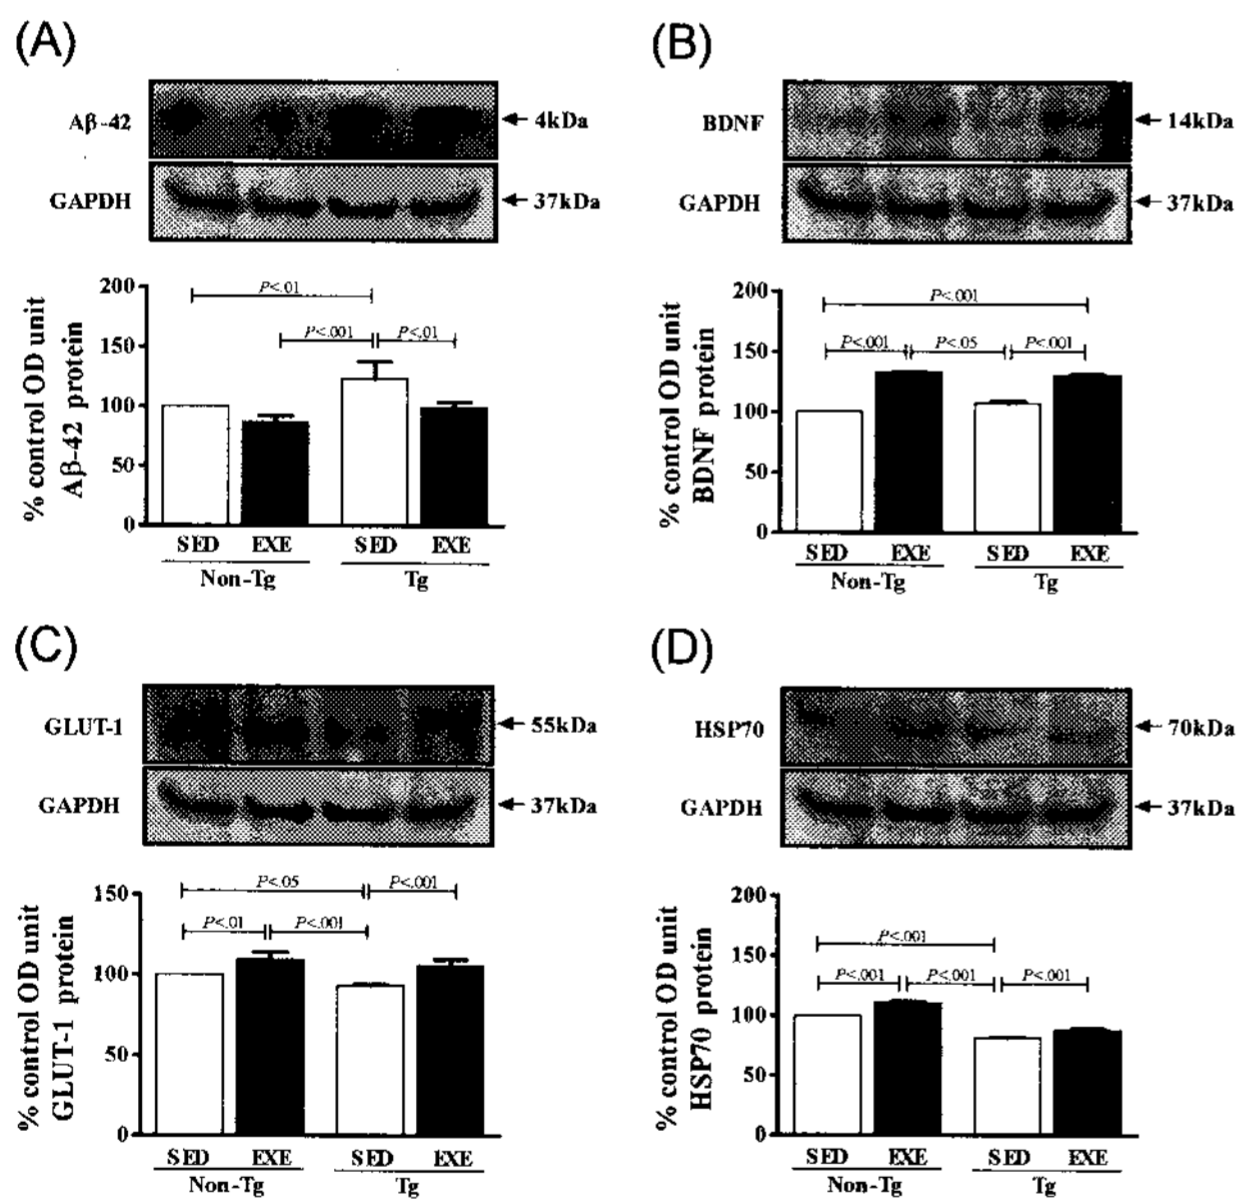 (A)
Aβ-42
4kDa
GAPDH
37kDa
% control OD unit
Aβ-42 protein
200
150
100
50
0
P<.01
P<.001
P<.01
SED
EXE
SED
EXE
Non-Tg
Tg
(B)
BDNF
14kDa
GAPDH
37kDa
% control OD unit
BDNF protein
200
150
100
50
0
P<.001
P<.001
P<.05
P<.001
SED
EXE
SED
EXE
Non-Tg
Tg
(C)
GLUT-1
55kDa
GAPDH
37kDa
% control OD unit
GLUT-1 protein
150
100
50
0
P<.05
P<.001
P<.01
P<.001
SED
EXE
SED
EXE
Non-Tg
Tg
(D)
HSP70
70kDa
GAPDH
37kDa
% control OD unit
HSP70 protein
200
150
100
50
0
P<.001
P<.001
P<.001
P<.001
SED
EXE
SED
EXE
Non-Tg
Tg